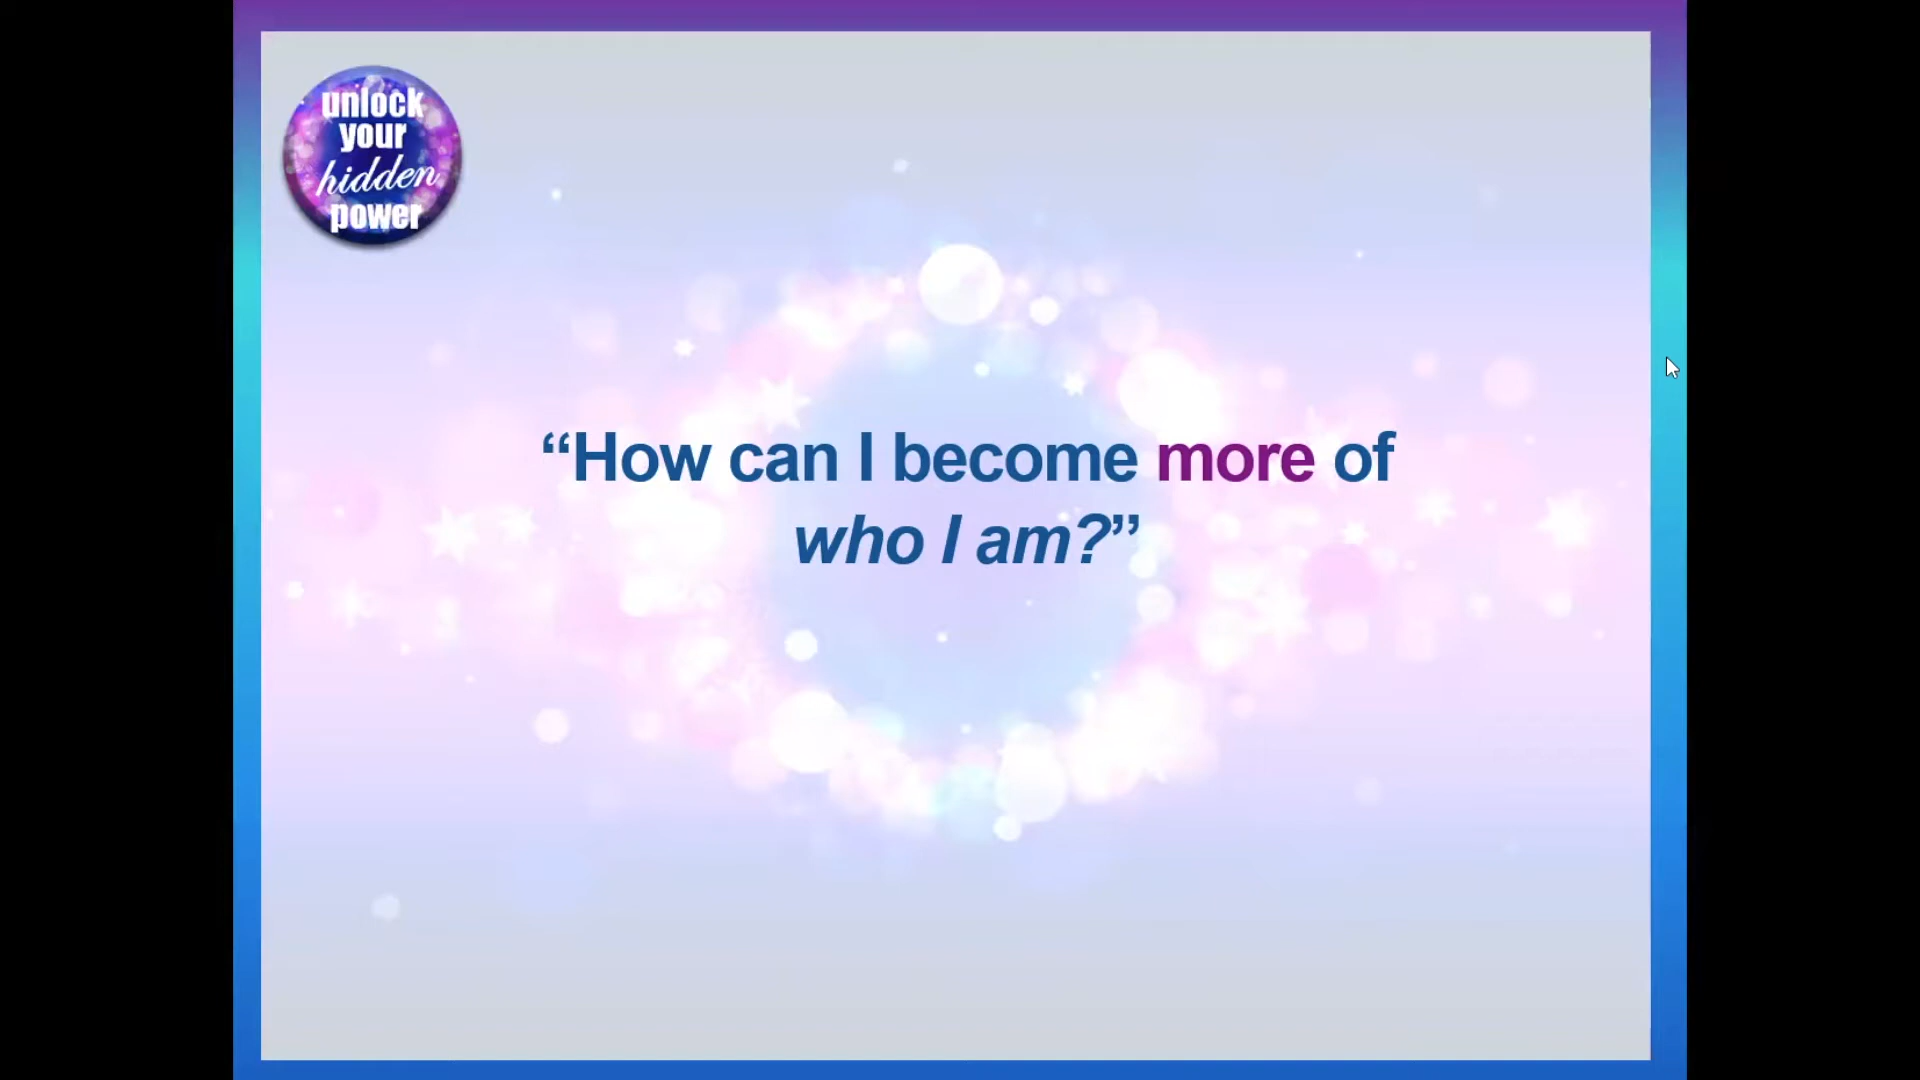 unlock
your
hidden
power
“How can I become more of
who I am?”